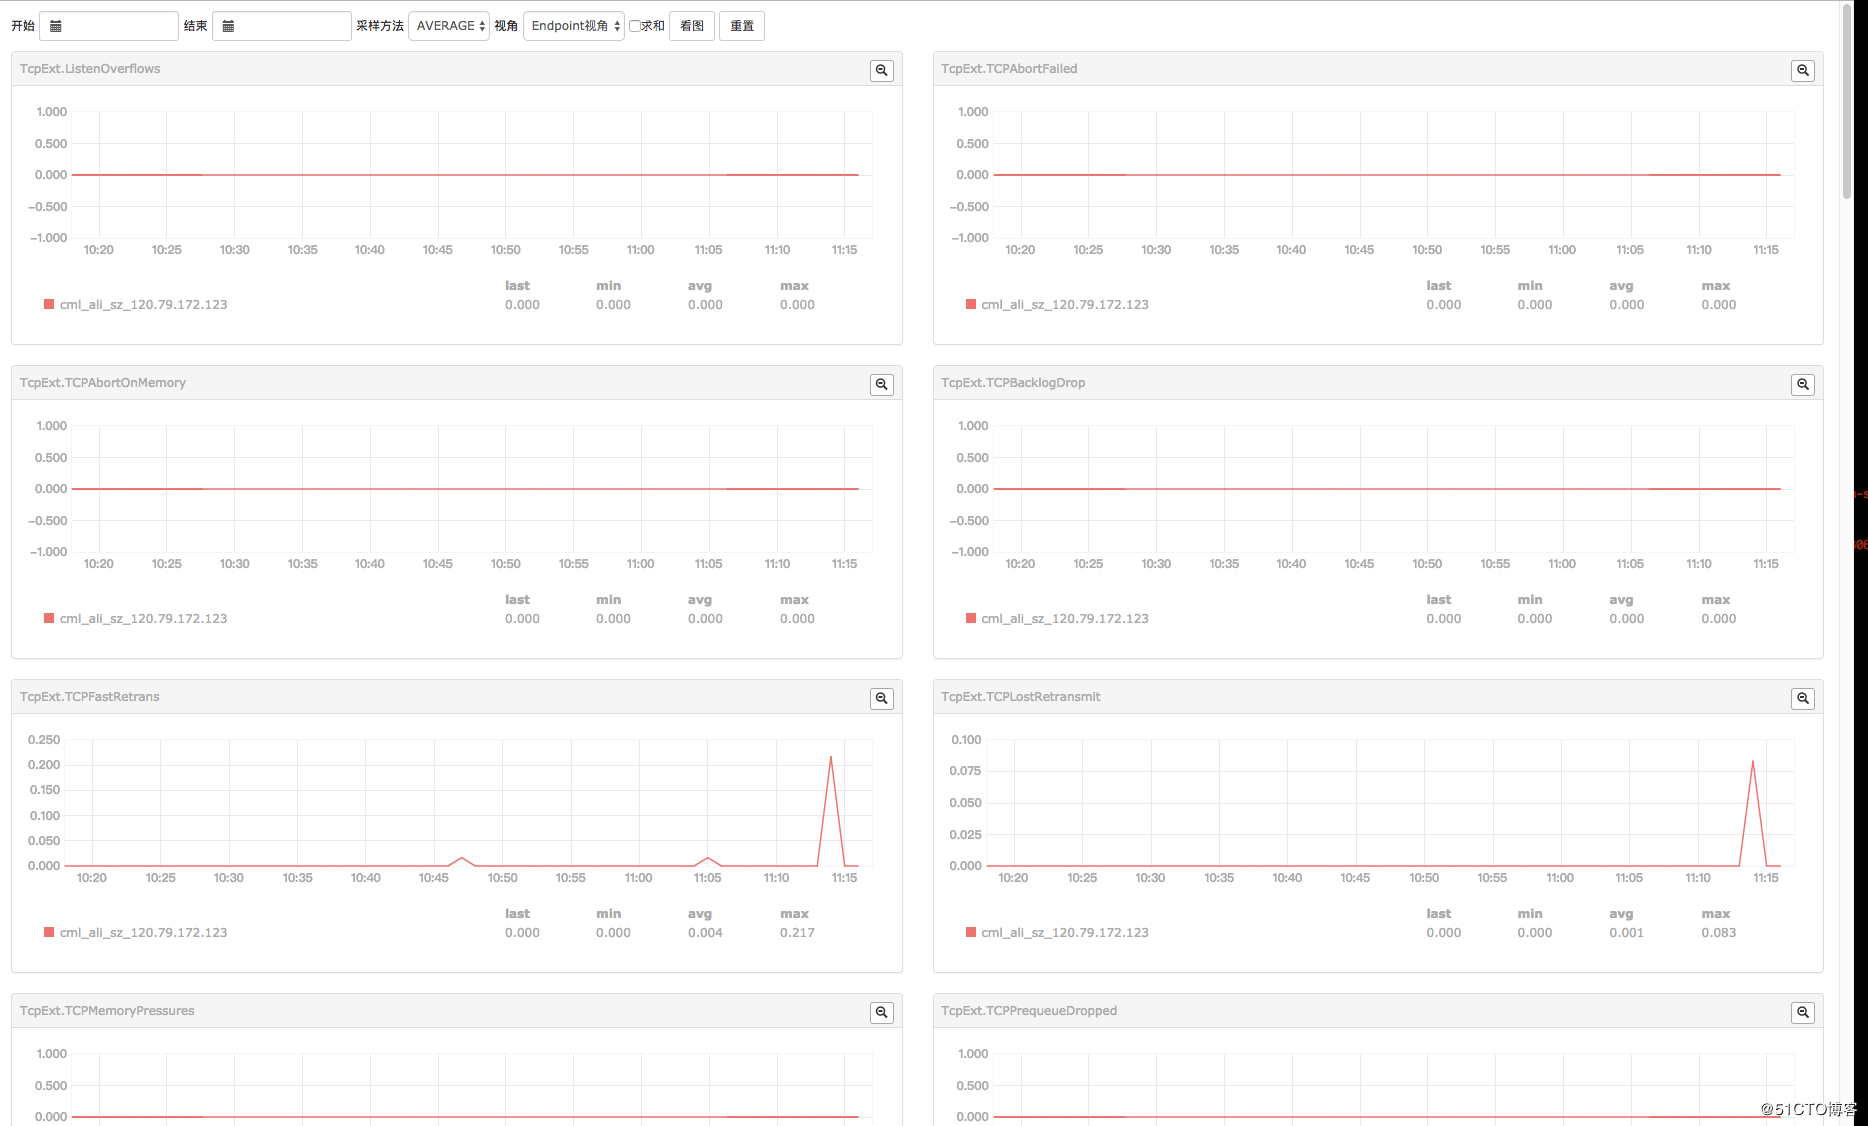 开始 结束 采样方法 AVERAGE 视角 Endpoint视角 求和 看图 重置
TcpExt.ListenOverflows
1.000
0.500
0.000
−0.500
−1.000
10:20 10:25 10:30 10:35 10:40 10:45 10:50 10:55 11:00 11:05 11:10 11:15
last min avg max
cml_ali_sz_120.79.172.123 0.000 0.000 0.000 0.000
TcpExt.TCPAbortFailed
1.000
0.500
0.000
−0.500
−1.000
10:20 10:25 10:30 10:35 10:40 10:45 10:50 10:55 11:00 11:05 11:10 11:15
last min avg max
cml_ali_sz_120.79.172.123 0.000 0.000 0.000 0.000
TcpExt.TCPAbortOnMemory
1.000
0.500
0.000
−0.500
−1.000
10:20 10:25 10:30 10:35 10:40 10:45 10:50 10:55 11:00 11:05 11:10 11:15
last min avg max
cml_ali_sz_120.79.172.123 0.000 0.000 0.000 0.000
TcpExt.TCPBacklogDrop
1.000
0.500
0.000
−0.500
−1.000
10:20 10:25 10:30 10:35 10:40 10:45 10:50 10:55 11:00 11:05 11:10 11:15
last min avg max
cml_ali_sz_120.79.172.123 0.000 0.000 0.000 0.000
TcpExt.TCPFastRetrans
0.250
0.200
0.150
0.100
0.050
0.000
10:20 10:25 10:30 10:35 10:40 10:45 10:50 10:55 11:00 11:05 11:10 11:15
last min avg max
cml_ali_sz_120.79.172.123 0.000 0.000 0.004 0.217
TcpExt.TCPLostRetransmit
0.100
0.075
0.050
0.025
0.000
10:20 10:25 10:30 10:35 10:40 10:45 10:50 10:55 11:00 11:05 11:10 11:15
last min avg max
cml_ali_sz_120.79.172.123 0.000 0.000 0.001 0.083
TcpExt.TCPMemoryPressures
1.000
0.500
0.000
TcpExt.TCPPrequeueDropped
1.000
0.500
0.000
@51CTO博客